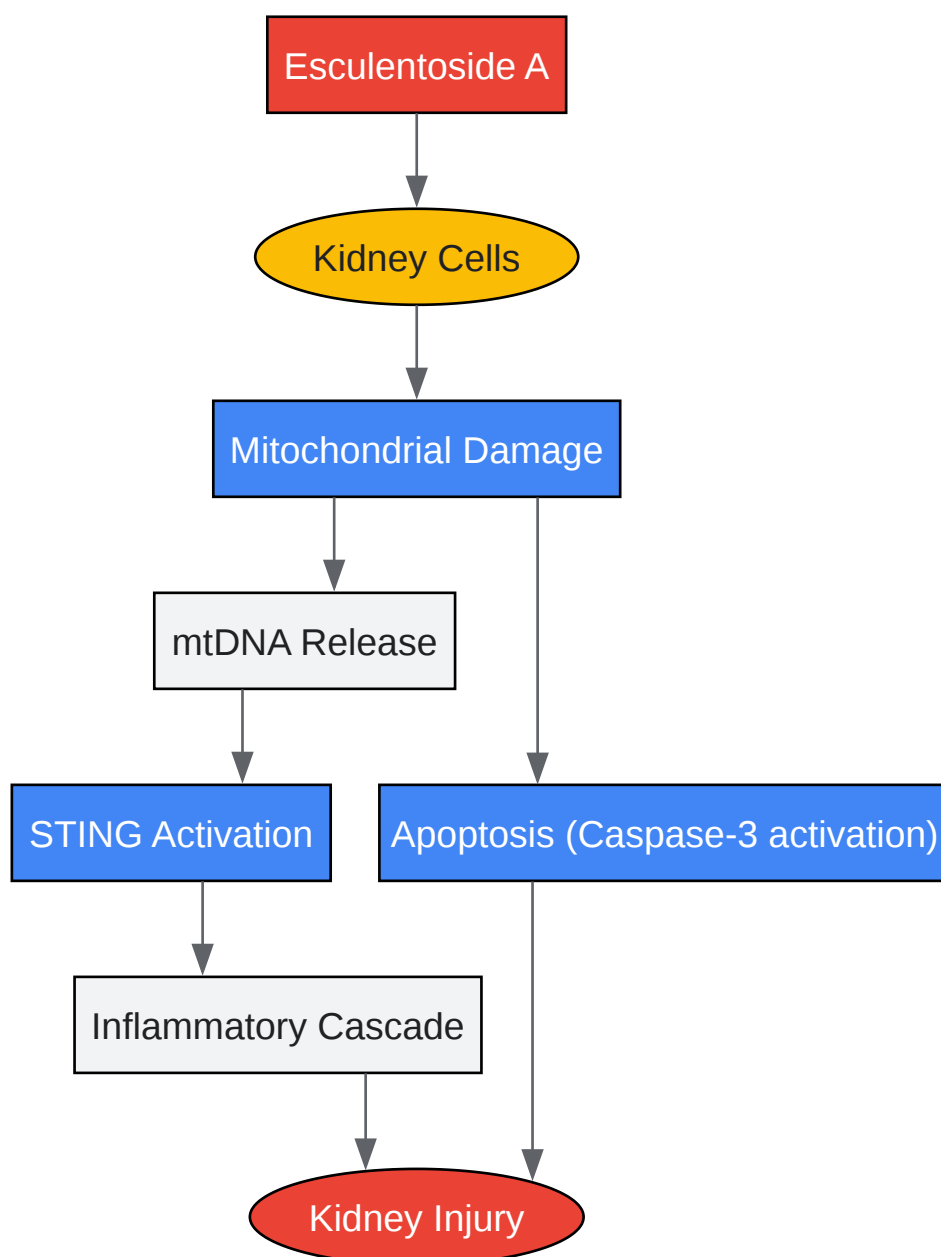 Esculentoside A
Kidney Cells
Mitochondrial Damage
mtDNA Release
STING Activation
Apoptosis (Caspase-3 activation)
Inflammatory Cascade
Kidney Injury